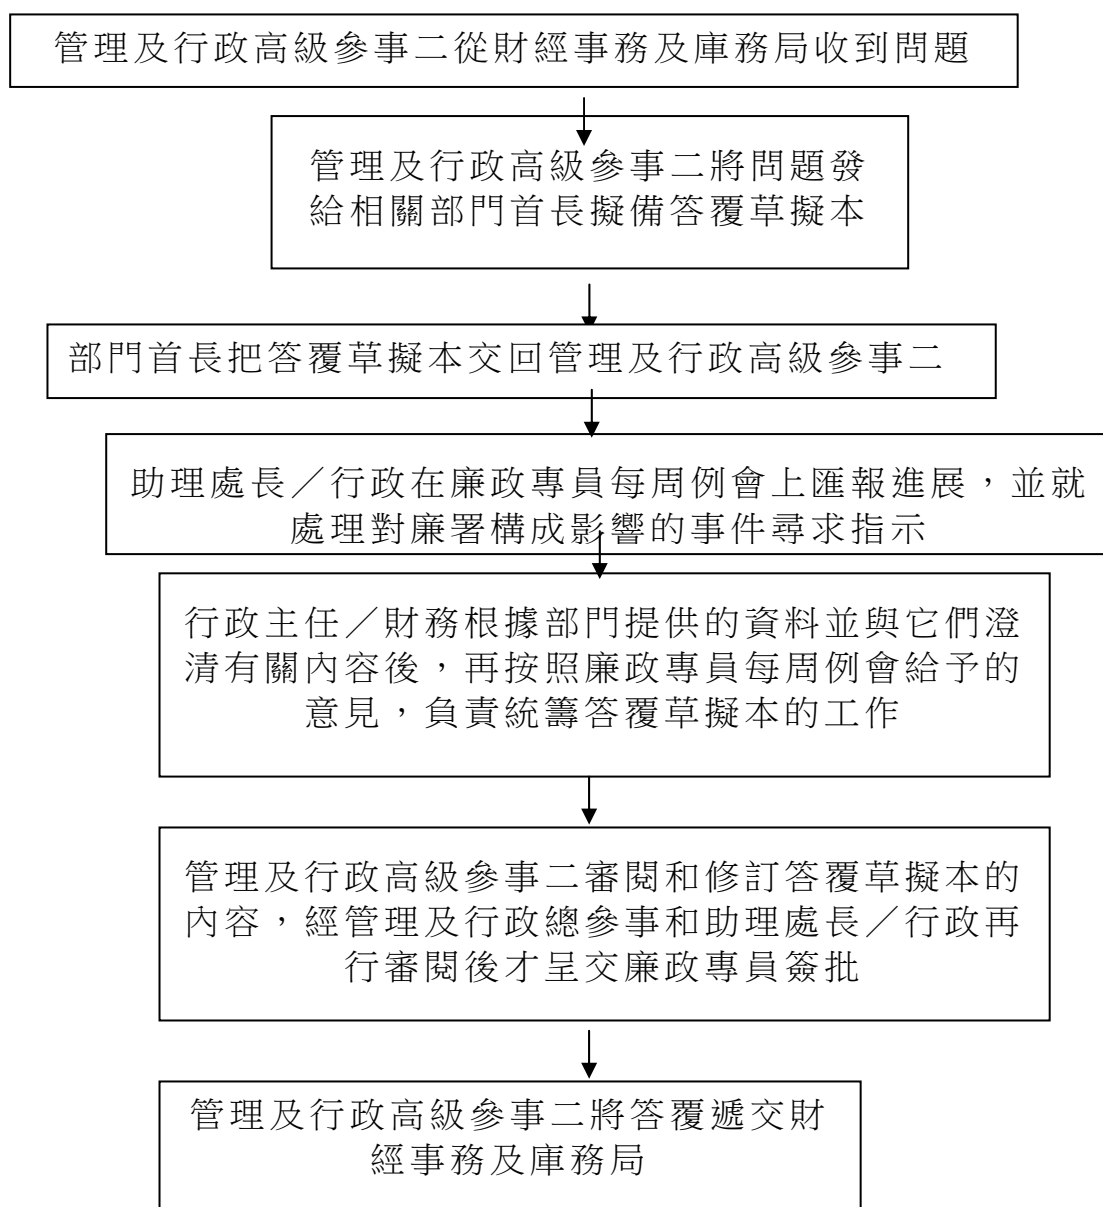 管理及行政高級參事二從財經事務及庫務局收到問題
管理及行政高級參事二將問題發
給相關部門首長擬備答覆草擬本
部門首長把答覆草擬本交回管理及行政高級參事二
助理處長／行政在廉政專員每周例會上匯報進展，並就
處理對廉署構成影響的事件尋求指示
行政主任／財務根據部門提供的資料並與它們澄
清有關內容後，再按照廉政專員每周例會給予的
意見，負責統籌答覆草擬本的工作
管理及行政高級參事二審閱和修訂答覆草擬本的
內容，經管理及行政總參事和助理處長／行政再
行審閱後才呈交廉政專員簽批
管理及行政高級參事二將答覆遞交財
經事務及庫務局